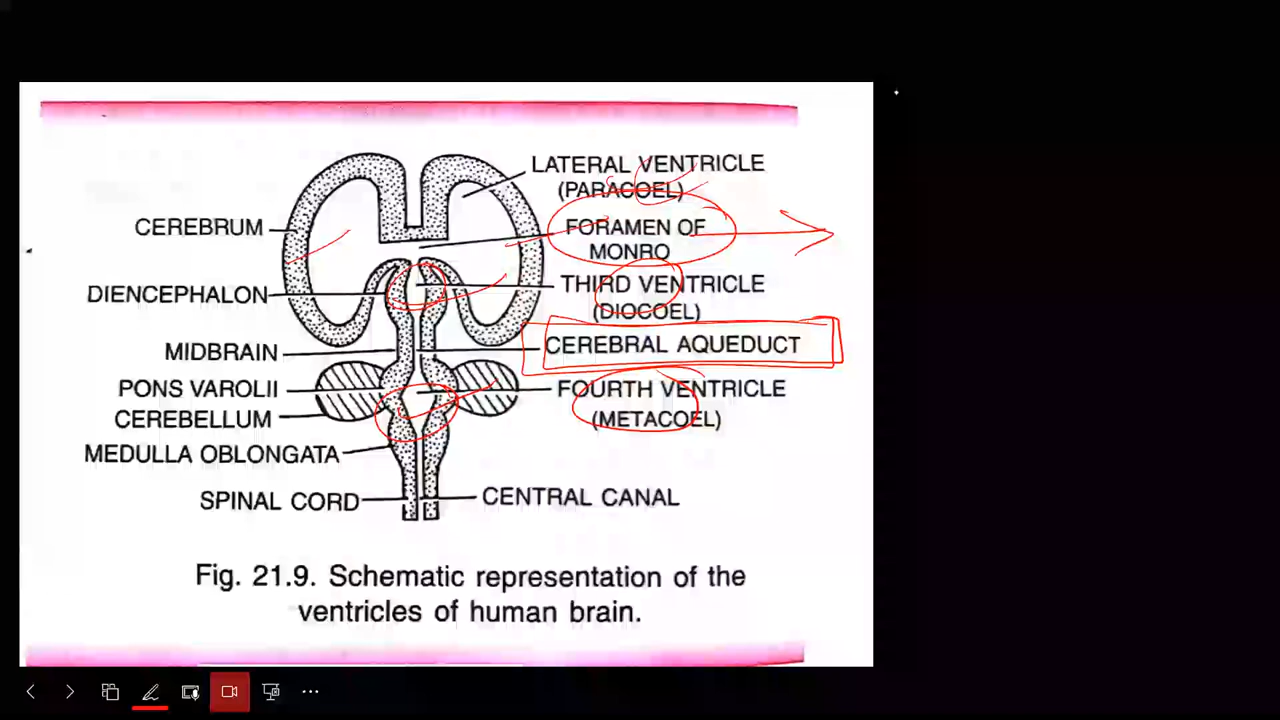 LATERAL VENTRICLE
(PARACOEL)
CEREBRUM
FORAMEN OF
MONRO
THIRD VENTRICLE
(DIOCOEL)
DIENCEPHALON
CEREBRAL AQUEDUCT
MIDBRAIN
PONS VAROLII
FOURTH VENTRICLE
(METACOEL)
CEREBELLUM
MEDULLA OBLONGATA
SPINAL CORD
CENTRAL CANAL
Fig. 21.9. Schematic representation of the
ventricles of human brain.